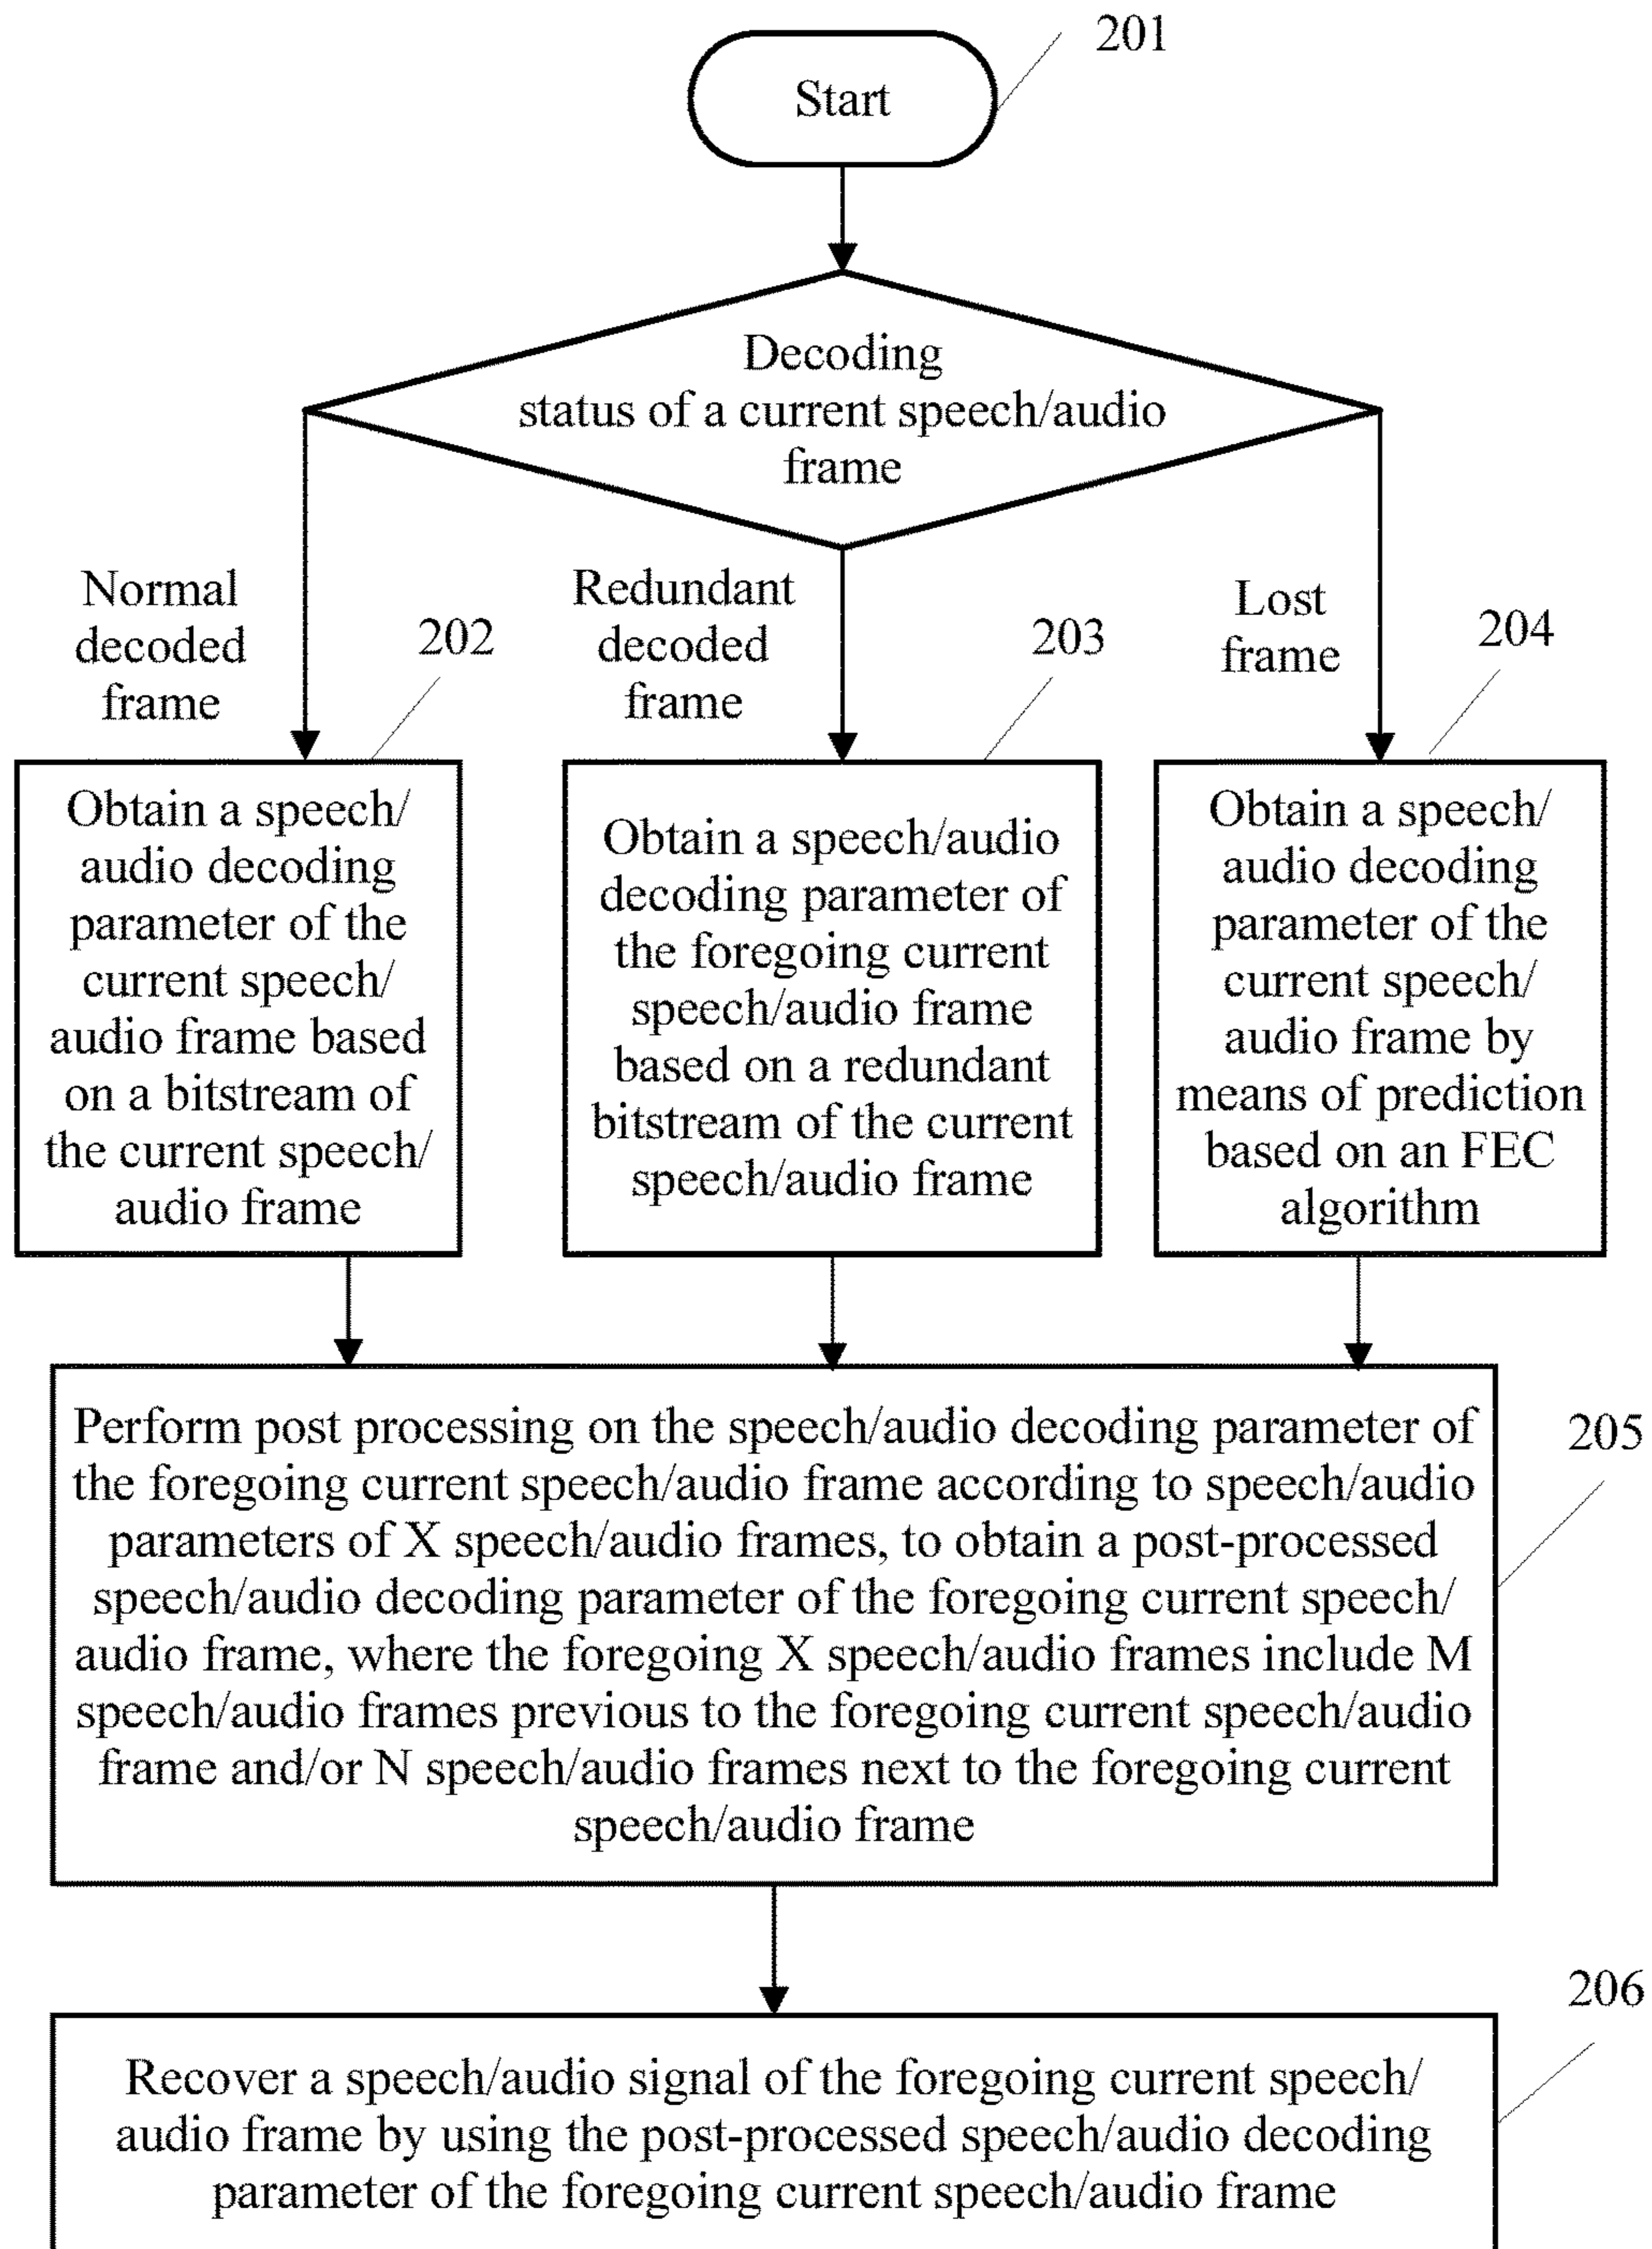 201
Start
Decoding
status of a current speech/audio
frame
Normal
decoded
frame
202
Redundant
decoded
frame
203
Lost
frame
204
Obtain a speech/
audio decoding
parameter of the
current speech/
audio frame based
on a bitstream of
the current speech/
audio frame
Obtain a speech/audio
decoding parameter of
the foregoing current
speech/audio frame
based on a redundant
bitstream of the current
speech/audio frame
Obtain a speech/
audio decoding
parameter of the
current speech/
audio frame by
means of prediction
based on an FEC
algorithm
Perform post processing on the speech/audio decoding parameter of
the foregoing current speech/audio frame according to speech/audio
parameters of X speech/audio frames, to obtain a post-processed
speech/audio decoding parameter of the foregoing current speech/
audio frame, where the foregoing X speech/audio frames include M
speech/audio frames previous to the foregoing current speech/audio
frame and/or N speech/audio frames next to the foregoing current
speech/audio frame
205
206
Recover a speech/audio signal of the foregoing current speech/
audio frame by using the post-processed speech/audio decoding
parameter of the foregoing current speech/audio frame